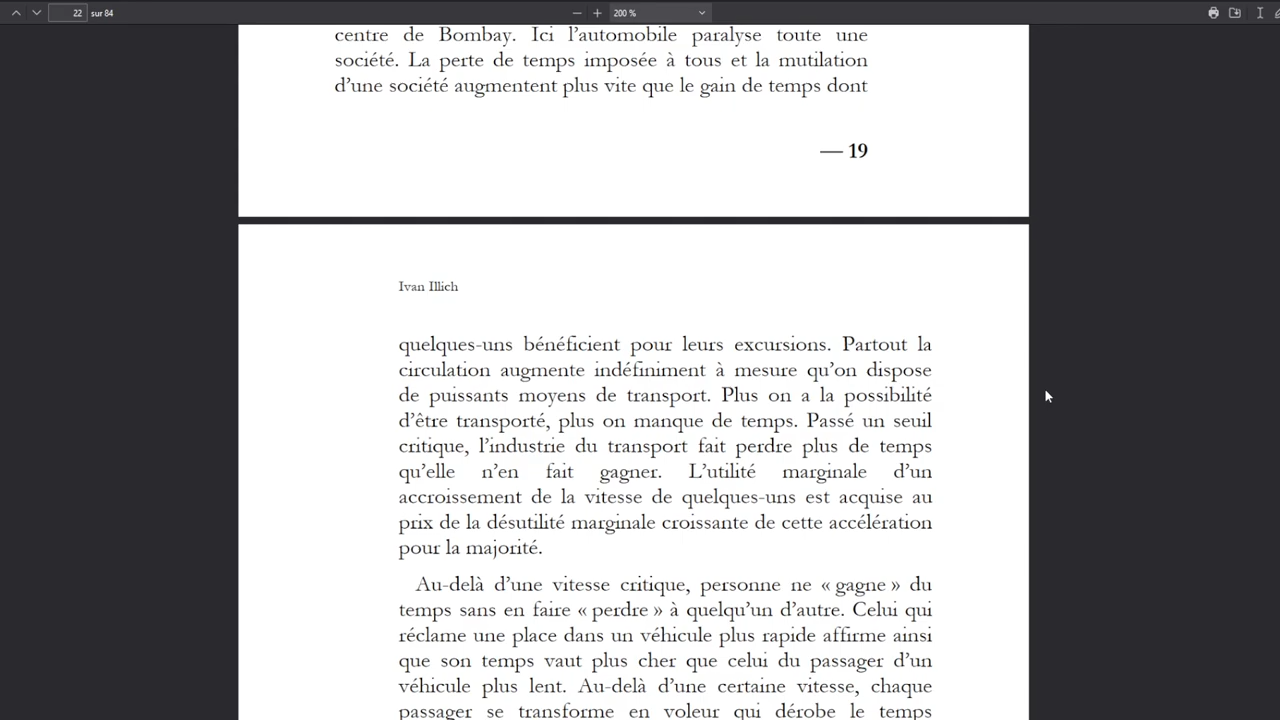 22 sur 84
200 %
centre de Bombay. Ici l’automobile paralyse toute une
société. La perte de temps imposée à tous et la mutilation
d’une société augmentent plus vite que le gain de temps dont
— 19
Ivan Illich
quelques-uns bénéficient pour leurs excursions. Partout la
circulation augmente indéfiniment à mesure qu’on dispose
de puissants moyens de transport. Plus on a la possibilité
d’être transporté, plus on manque de temps. Passé un seuil
critique, l’industrie du transport fait perdre plus de temps
qu’elle n’en fait gagner. L’utilité marginale d’un
accroissement de la vitesse de quelques-uns est acquise au
prix de la désutilité marginale croissante de cette accélération
pour la majorité.
Au-delà d’une vitesse critique, personne ne « gagne » du
temps sans en faire « perdre » à quelqu’un d’autre. Celui qui
réclame une place dans un véhicule plus rapide affirme ainsi
que son temps vaut plus cher que celui du passager d’un
véhicule plus lent. Au-delà d’une certaine vitesse, chaque
passager se transforme en voleur qui dérobe le temps